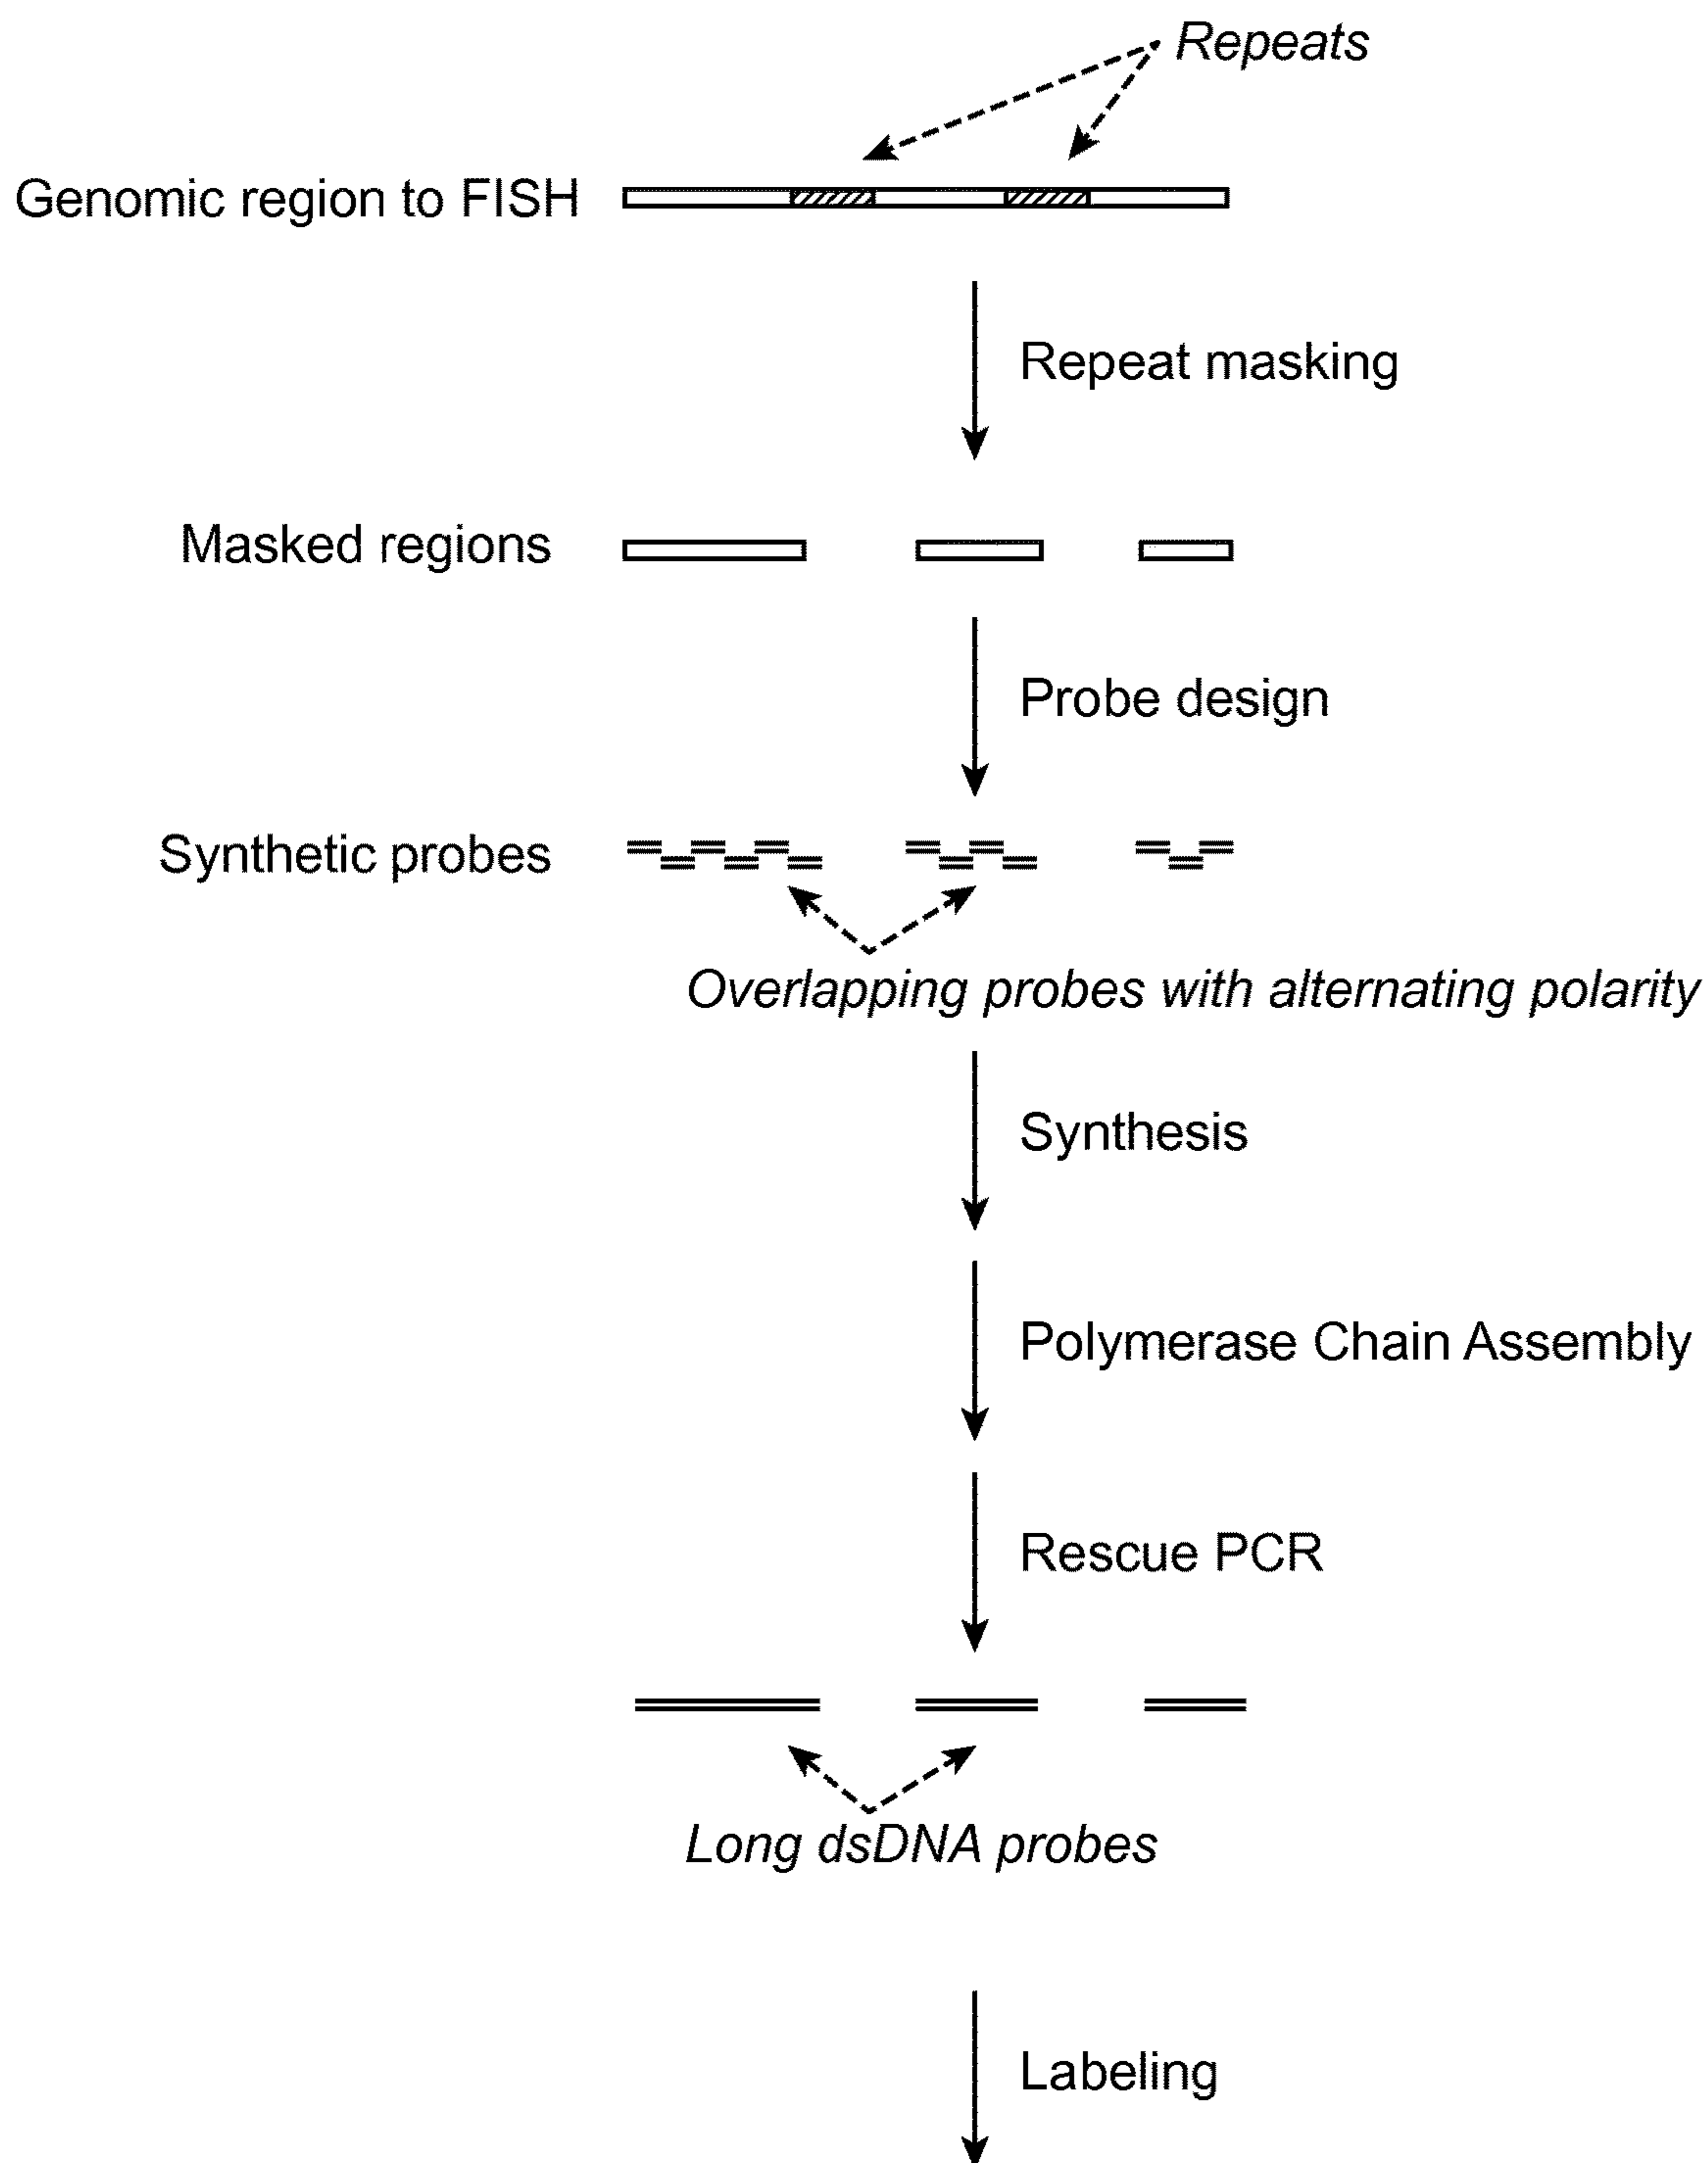 Repeats
Genomic region to FISH
Repeat masking
Masked regions
Probe design
Synthetic probes
Overlapping probes with alternating polarity
Synthesis
Polymerase Chain Assembly
Rescue PCR
Long dsDNA probes
Labeling